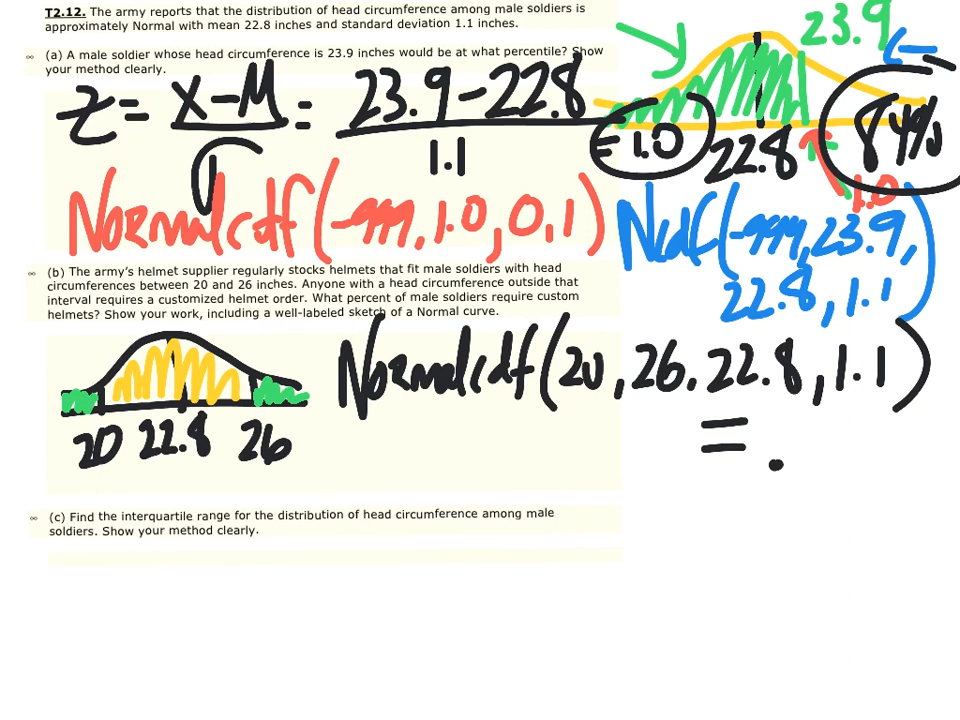 T2.12. The army reports that the distribution of head circumference among male soldiers is
approximately Normal with mean 22.8 inches and standard deviation 1.1 inches.
(a) A male soldier whose head circumference is 23.9 inches would be at what percentile? Show
your method clearly.
23.9
z = x-M/σ = 23.9-22.8/1.1 = 1.0
22.8
84%
1.0
Normalcdf(-999,1.0,0,1)
Ncdf(-999,23.9,
22.8,1.1)
(b) The army's helmet supplier regularly stocks helmets that fit male soldiers with head
circumferences between 20 and 26 inches. Anyone with a head circumference outside that
interval requires a customized helmet order. What percent of male soldiers require custom
helmets? Show your work, including a well-labeled sketch of a Normal curve.
Normalcdf(20,26,22.8,1.1)
20 22.8 26
= .
(c) Find the interquartile range for the distribution of head circumference among male
soldiers. Show your method clearly.